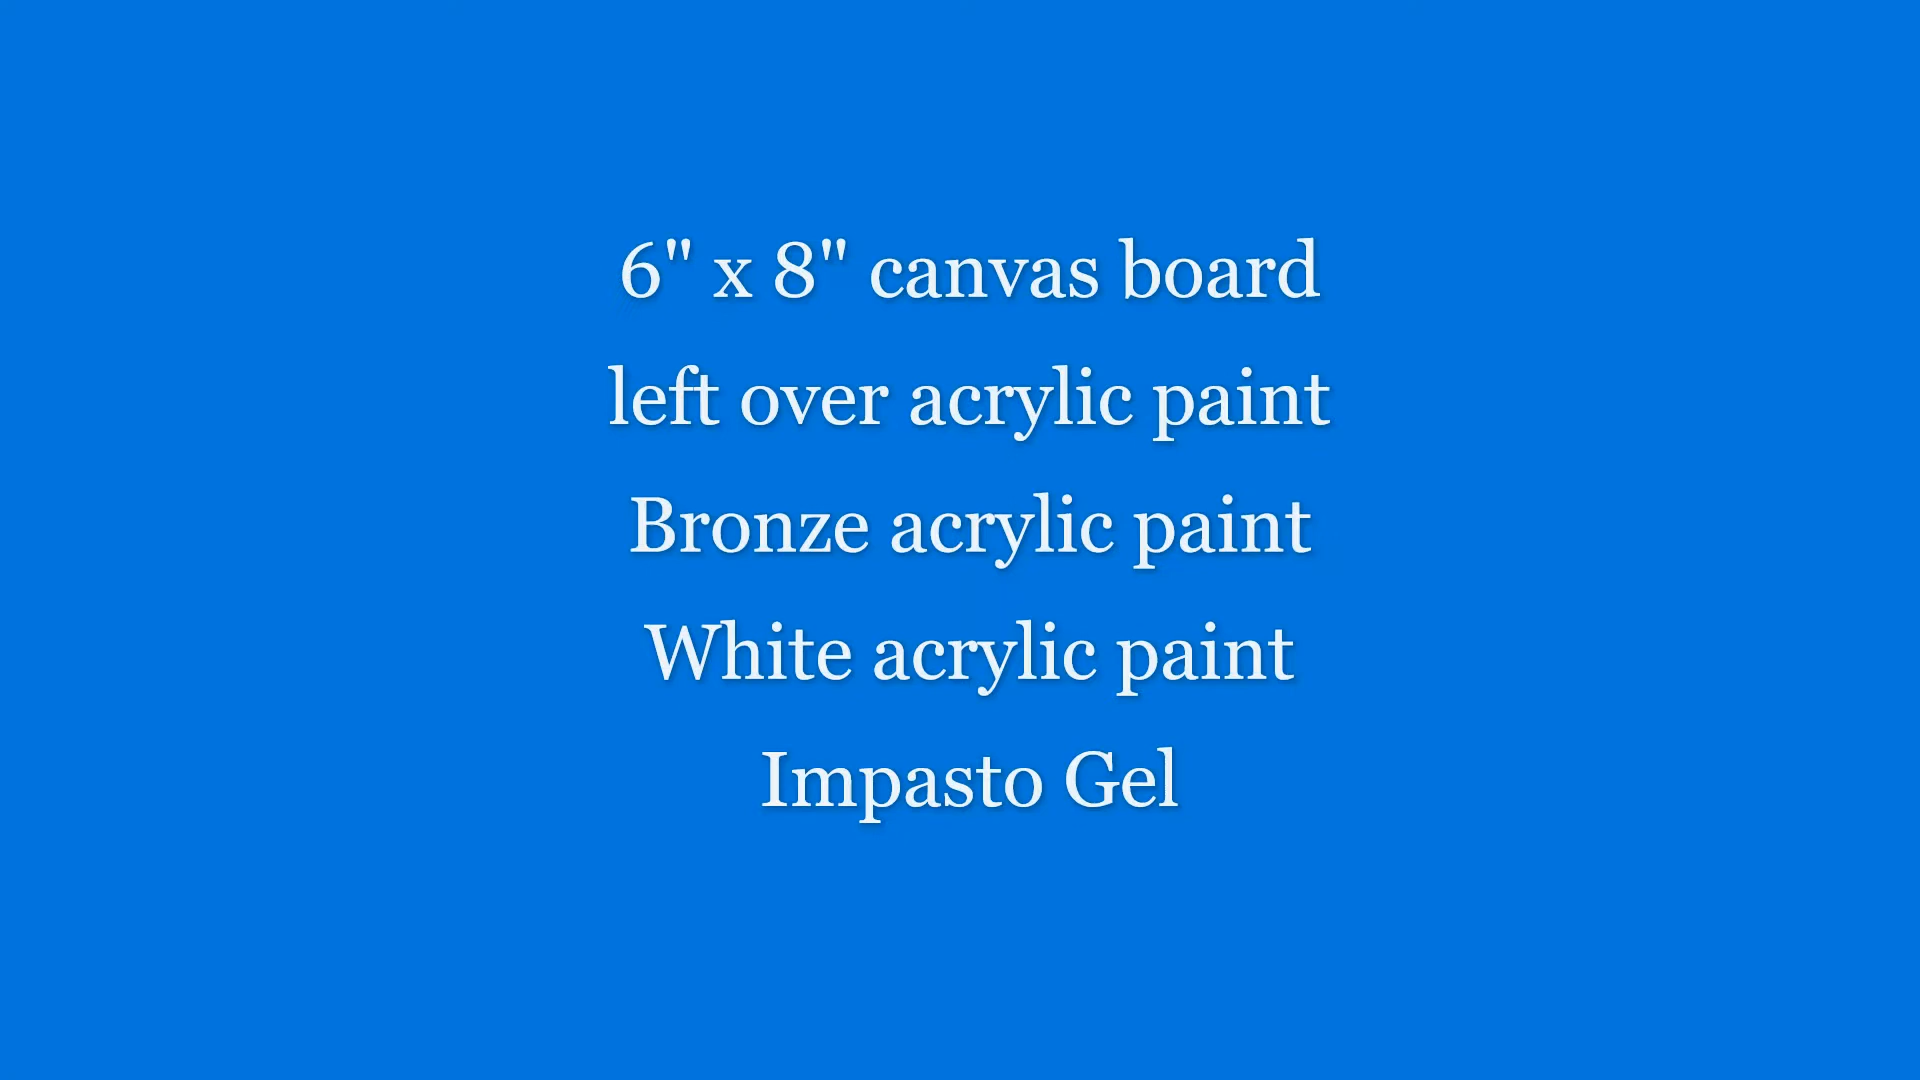 6" x 8" canvas board
left over acrylic paint
Bronze acrylic paint
White acrylic paint
Impasto Gel